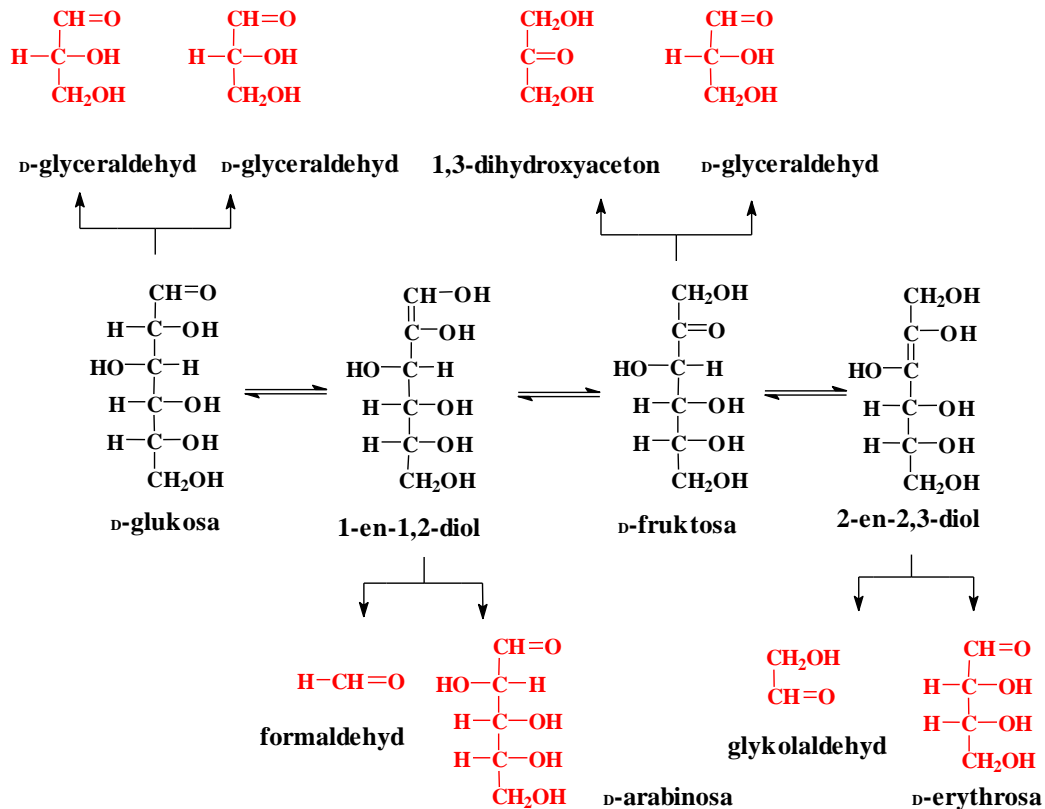 CH=O
H–C–OH
CH₂OH
CH=O
H–C–OH
CH₂OH
CH₂OH
C=O
CH₂OH
CH=O
H–C–OH
CH₂OH
D-glyceraldehyd
D-glyceraldehyd
1,3-dihydroxyaceton
D-glyceraldehyd
CH=O
H–C–OH
HO–C–H
H–C–OH
H–C–OH
CH₂OH
D-glukosa
CH–OH
C–OH
HO–C–H
H–C–OH
H–C–OH
CH₂OH
1-en-1,2-diol
CH₂OH
C=O
HO–C–H
H–C–OH
H–C–OH
CH₂OH
D-fruktosa
CH₂OH
C–OH
HO–C
H–C–OH
H–C–OH
CH₂OH
2-en-2,3-diol
H–CH=O
formaldehyd
CH=O
HO–C–H
H–C–OH
H–C–OH
CH₂OH
D-arabinosa
CH₂OH
CH=O
glykolaldehyd
CH=O
H–C–OH
H–C–OH
CH₂OH
D-erythrosa